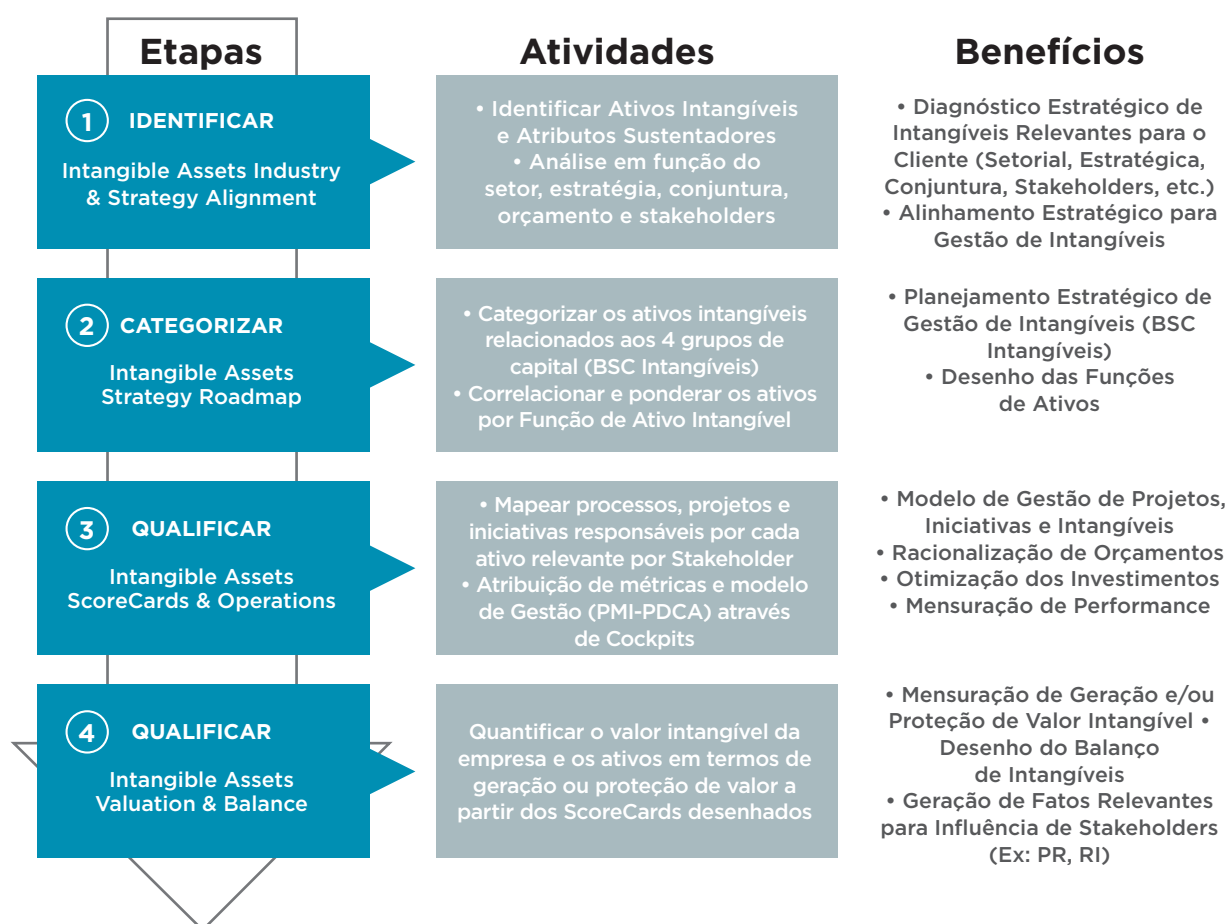 Etapas
Atividades
Benefícios
1 IDENTIFICAR
Intangible Assets Industry
& Strategy Alignment
• Identificar Ativos Intangíveis
e Atributos Sustentadores
• Análise em função do
setor, estratégia, conjuntura,
orçamento e stakeholders
• Diagnóstico Estratégico de
Intangíveis Relevantes para o
Cliente (Setorial, Estratégica,
Conjuntura, Stakeholders, etc.)
• Alinhamento Estratégico para
Gestão de Intangíveis
2 CATEGORIZAR
Intangible Assets
Strategy Roadmap
• Categorizar os ativos intangíveis
relacionados aos 4 grupos de
capital (BSC Intangíveis)
• Correlacionar e ponderar os ativos
por Função de Ativo Intangível
• Planejamento Estratégico de
Gestão de Intangíveis (BSC
Intangíveis)
• Desenho das Funções
de Ativos
3 QUALIFICAR
Intangible Assets
ScoreCards & Operations
• Mapear processos, projetos e
iniciativas responsáveis por cada
ativo relevante por Stakeholder
• Atribuição de métricas e modelo
de Gestão (PMI-PDCA) através
de Cockpits
• Modelo de Gestão de Projetos,
Iniciativas e Intangíveis
• Racionalização de Orçamentos
• Otimização dos Investimentos
• Mensuração de Performance
4 QUALIFICAR
Intangible Assets
Valuation & Balance
Quantificar o valor intangível da
empresa e os ativos em termos de
geração ou proteção de valor a
partir dos ScoreCards desenhados
• Mensuração de Geração e/ou
Proteção de Valor Intangível •
Desenho do Balanço
de Intangíveis
• Geração de Fatos Relevantes
para Influência de Stakeholders
(Ex: PR, RI)